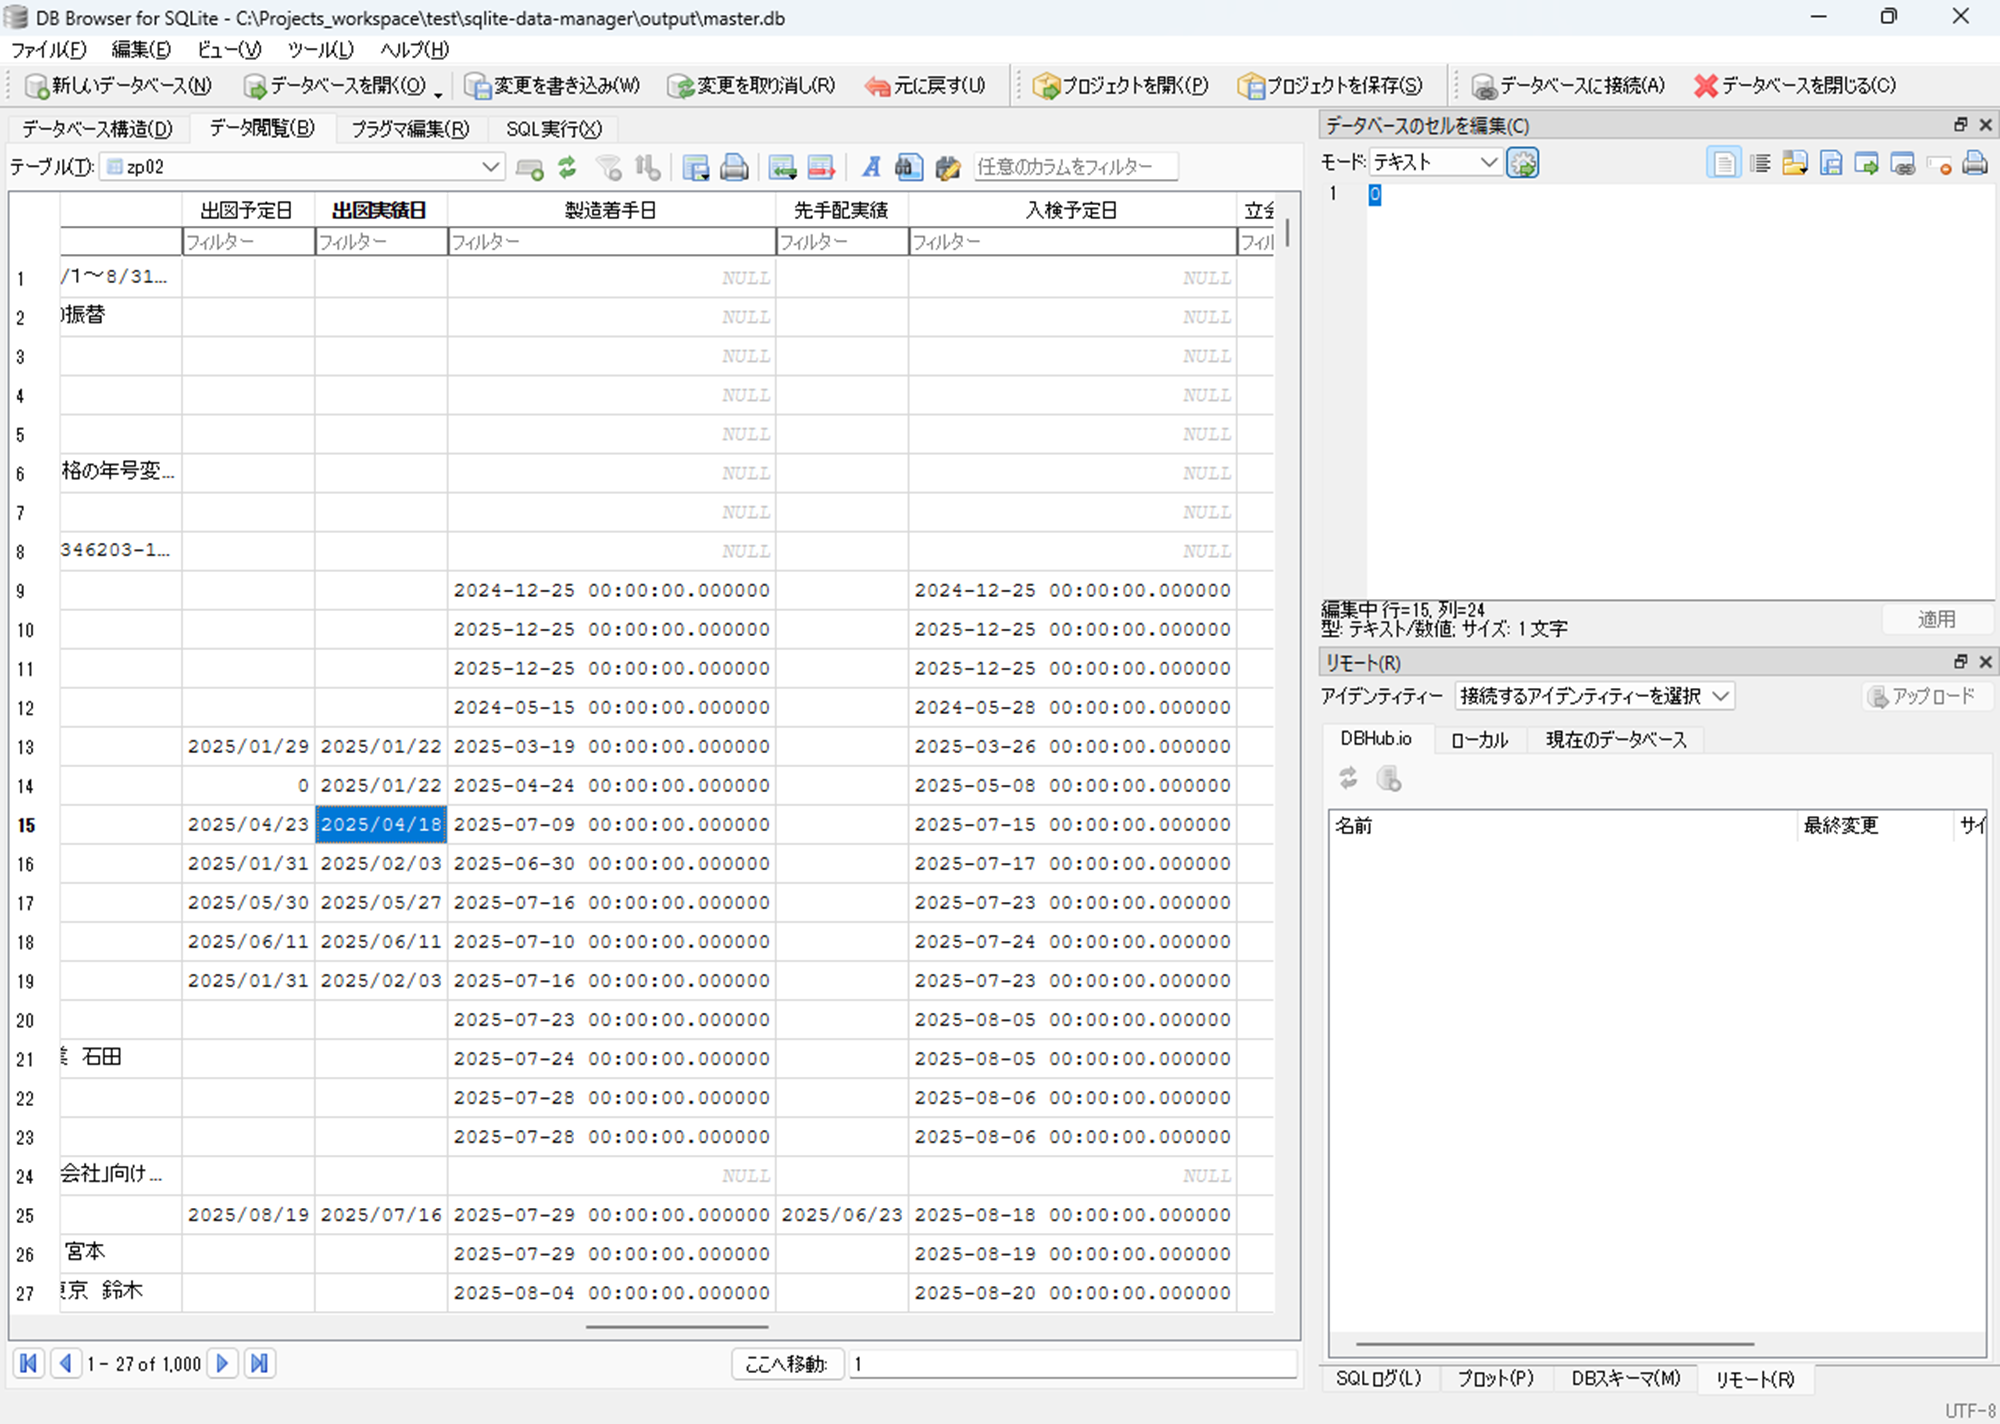 DB Browser for SQLite - C:\Projects_workspace\test\sqlite-data-manager\output\master.db
ファイル(F) 編集(E) ビュー(V) ツール(L) ヘルプ(H)
新しいデータベース(N) データベースを開く(O) 変更を書き込み(W) 変更を取り消し(R) 元に戻す(U) プロジェクトを開く(P) プロジェクトを保存(S) データベースに接続(A) データベースを閉じる(C)
データベース構造(D) データ閲覧(B) プラグマ編集(R) SQL実行(X)
テーブル(T): zp02 任意のカラムをフィルター
出図予定日 出図実績日 製造着手日 先手配実績 入検予定日 立会
フィルター フィルター フィルター フィルター フィルター フィル
1 /1～8/31... NULL NULL
2 振替 NULL NULL
3 NULL NULL
4 NULL NULL
5 NULL NULL
6 格の年号変... NULL NULL
7 NULL NULL
8 346203-1... NULL NULL
9 2024-12-25 00:00:00.000000 2024-12-25 00:00:00.000000
10 2025-12-25 00:00:00.000000 2025-12-25 00:00:00.000000
11 2025-12-25 00:00:00.000000 2025-12-25 00:00:00.000000
12 2024-05-15 00:00:00.000000 2024-05-28 00:00:00.000000
13 2025/01/29 2025/01/22 2025-03-19 00:00:00.000000 2025-03-26 00:00:00.000000
14 0 2025/01/22 2025-04-24 00:00:00.000000 2025-05-08 00:00:00.000000
15 2025/04/23 2025/04/18 2025-07-09 00:00:00.000000 2025-07-15 00:00:00.000000
16 2025/01/31 2025/02/03 2025-06-30 00:00:00.000000 2025-07-17 00:00:00.000000
17 2025/05/30 2025/05/27 2025-07-16 00:00:00.000000 2025-07-23 00:00:00.000000
18 2025/06/11 2025/06/11 2025-07-10 00:00:00.000000 2025-07-24 00:00:00.000000
19 2025/01/31 2025/02/03 2025-07-16 00:00:00.000000 2025-07-23 00:00:00.000000
20 2025-07-23 00:00:00.000000 2025-08-05 00:00:00.000000
21 石田 2025-07-24 00:00:00.000000 2025-08-05 00:00:00.000000
22 2025-07-28 00:00:00.000000 2025-08-06 00:00:00.000000
23 2025-07-28 00:00:00.000000 2025-08-06 00:00:00.000000
24 会社」向け... NULL NULL
25 2025/08/19 2025/07/16 2025-07-29 00:00:00.000000 2025/06/23 2025-08-18 00:00:00.000000
26 宮本 2025-07-29 00:00:00.000000 2025-08-19 00:00:00.000000
27 東京 鈴木 2025-08-04 00:00:00.000000 2025-08-20 00:00:00.000000
1 - 27 of 1,000 ここへ移動: 1
データベースのセルを編集(C)
モード: テキスト
1 0
編集中 行=15, 列=24
型: テキスト/数値; サイズ: 1 文字
適用
リモート(R)
アイデンティティー 接続するアイデンティティーを選択 アップロード
DBHub.io ローカル 現在のデータベース
名前 最終変更 サイ
SQLログ(L) プロット(P) DBスキーマ(M) リモート(R)
UTF-8